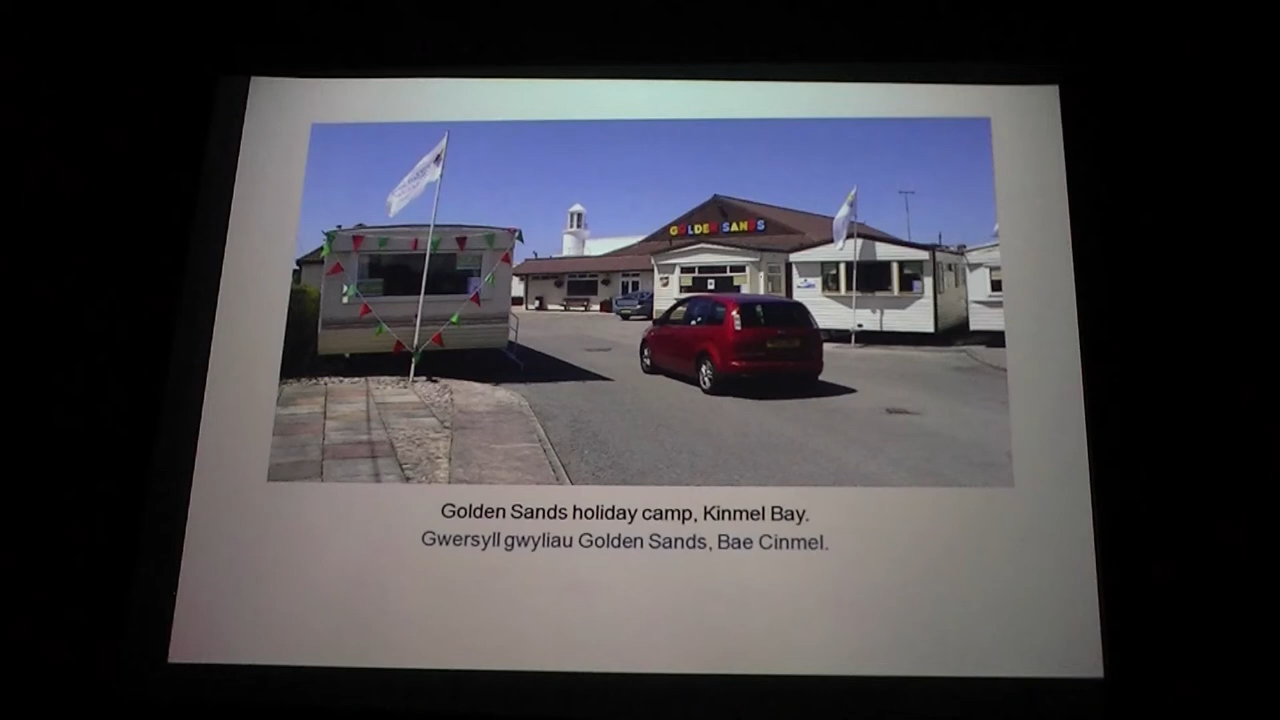 GOLDEN SANDS
Golden Sands holiday camp, Kinmel Bay.
Gwersyll gwyliau Golden Sands, Bae Cinmel.